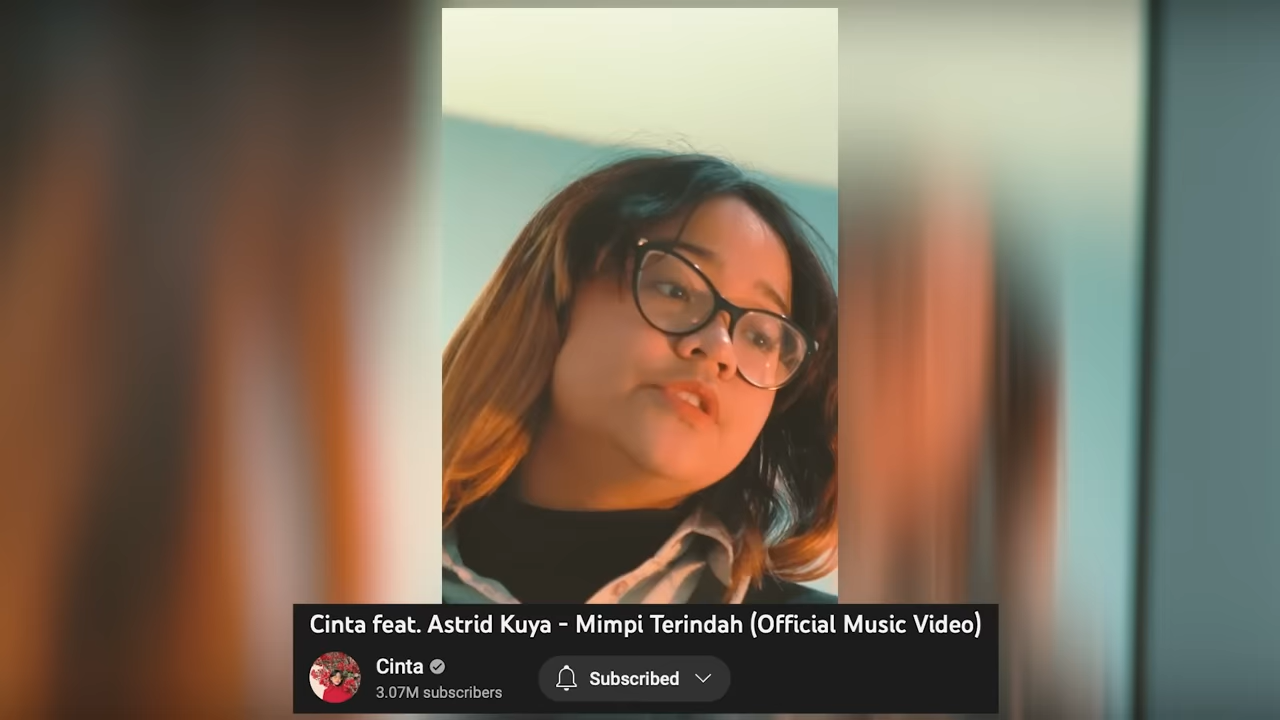 Cinta feat. Astrid Kuya - Mimpi Terindah (Official Music Video)
Cinta
3.07M subscribers
Subscribed